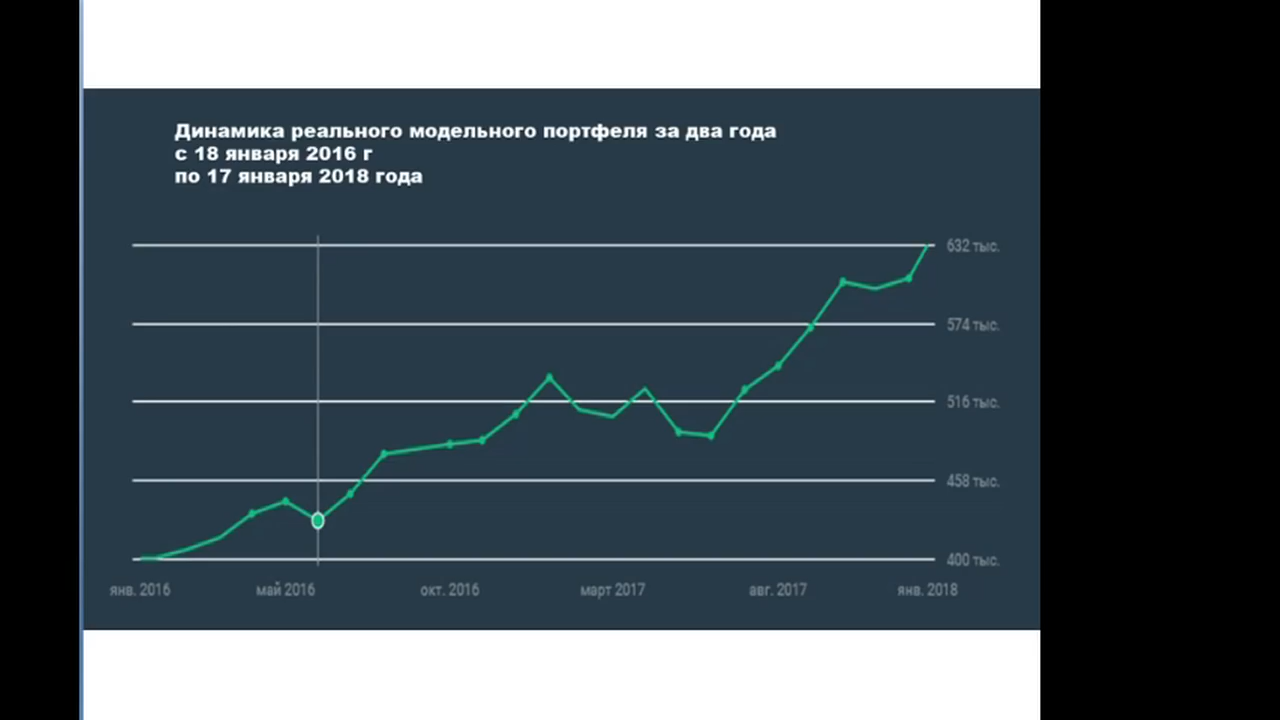 Динамика реального модельного портфеля за два года
с 18 января 2016 г
по 17 января 2018 года
632 тыс.
574 тыс.
516 тыс.
458 тыс.
400 тыс.
янв. 2016 май 2016 окт. 2016 март 2017 авг. 2017 янв. 2018